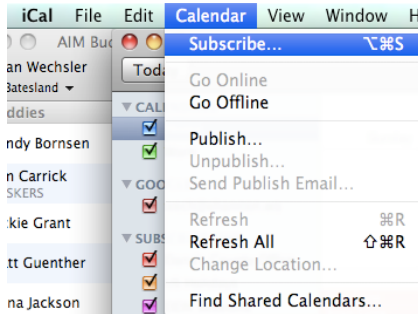 iCal File Edit Calendar View Window
AIM Bud
an Wechsler
Batesland
ddies
ndy Bornsen
n Carrick
SKERS
kie Grant
tt Guenther
na Jackson
Toda
CALE
GOO
SUBS
Subscribe... ⌥⌘S
Go Online
Go Offline
Publish...
Unpublish...
Send Publish Email...
Refresh ⌘R
Refresh All ⇧⌘R
Change Location...
Find Shared Calendars...